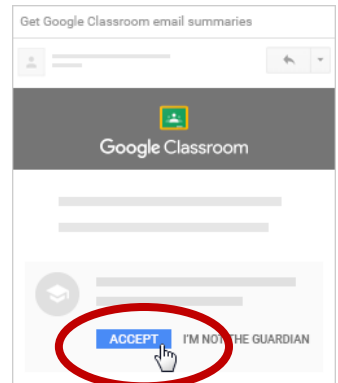 Get Google Classroom email summaries
Google Classroom
ACCEPT I'M NOT THE GUARDIAN